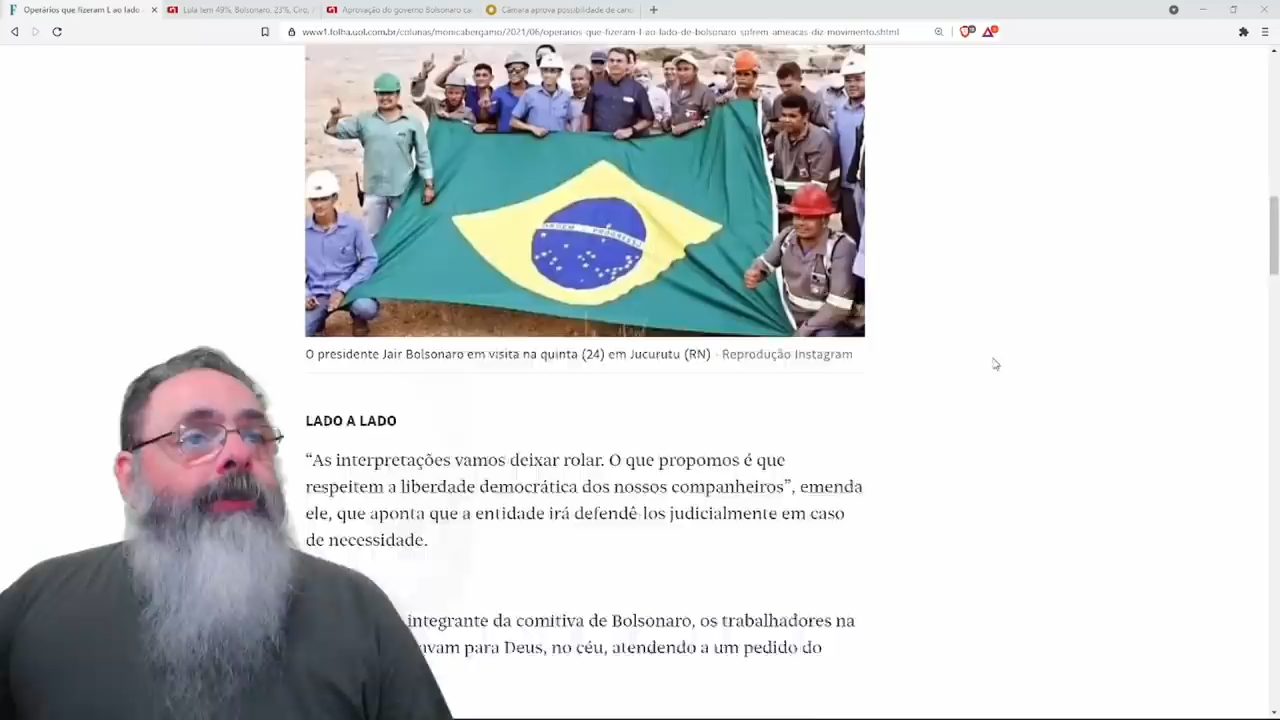 Operários que fizeram L ao lado
Lula tem 49%, Bolsonaro, 23%, Ciro,
Aprovação do governo Bolsonaro ca
Câmara aprova possibilidade de canc
www1.folha.uol.com.br/colunas/monicabergamo/2021/06/operarios-que-fizeram-l-ao-lado-de-bolsonaro-sofrem-ameacas-diz-movimento.shtml
ORDEM E PROGRESSO
O presidente Jair Bolsonaro em visita na quinta (24) em Jucurutu (RN) - Reprodução Instagram
LADO A LADO
“As interpretações vamos deixar rolar. O que propomos é que
respeitem a liberdade democrática dos nossos companheiros”, emenda
ele, que aponta que a entidade irá defendê-los judicialmente em caso
de necessidade.
integrante da comitiva de Bolsonaro, os trabalhadores na
avam para Deus, no céu, atendendo a um pedido do